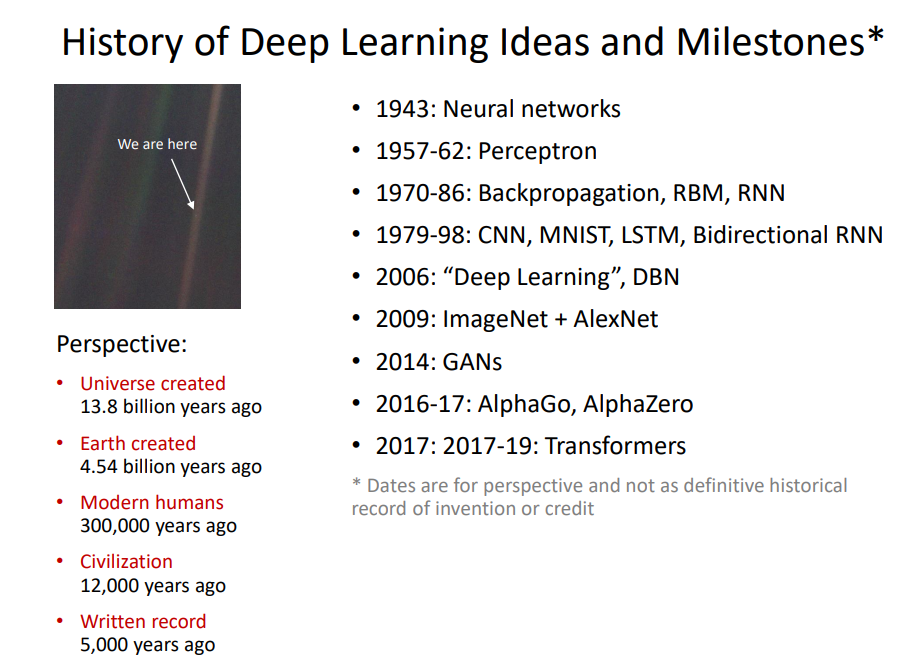 History of Deep Learning Ideas and Milestones*
We are here
Perspective:
• Universe created
13.8 billion years ago
• Earth created
4.54 billion years ago
• Modern humans
300,000 years ago
• Civilization
12,000 years ago
• Written record
5,000 years ago
• 1943: Neural networks
• 1957-62: Perceptron
• 1970-86: Backpropagation, RBM, RNN
• 1979-98: CNN, MNIST, LSTM, Bidirectional RNN
• 2006: “Deep Learning”, DBN
• 2009: ImageNet + AlexNet
• 2014: GANs
• 2016-17: AlphaGo, AlphaZero
• 2017: 2017-19: Transformers
* Dates are for perspective and not as definitive historical
record of invention or credit